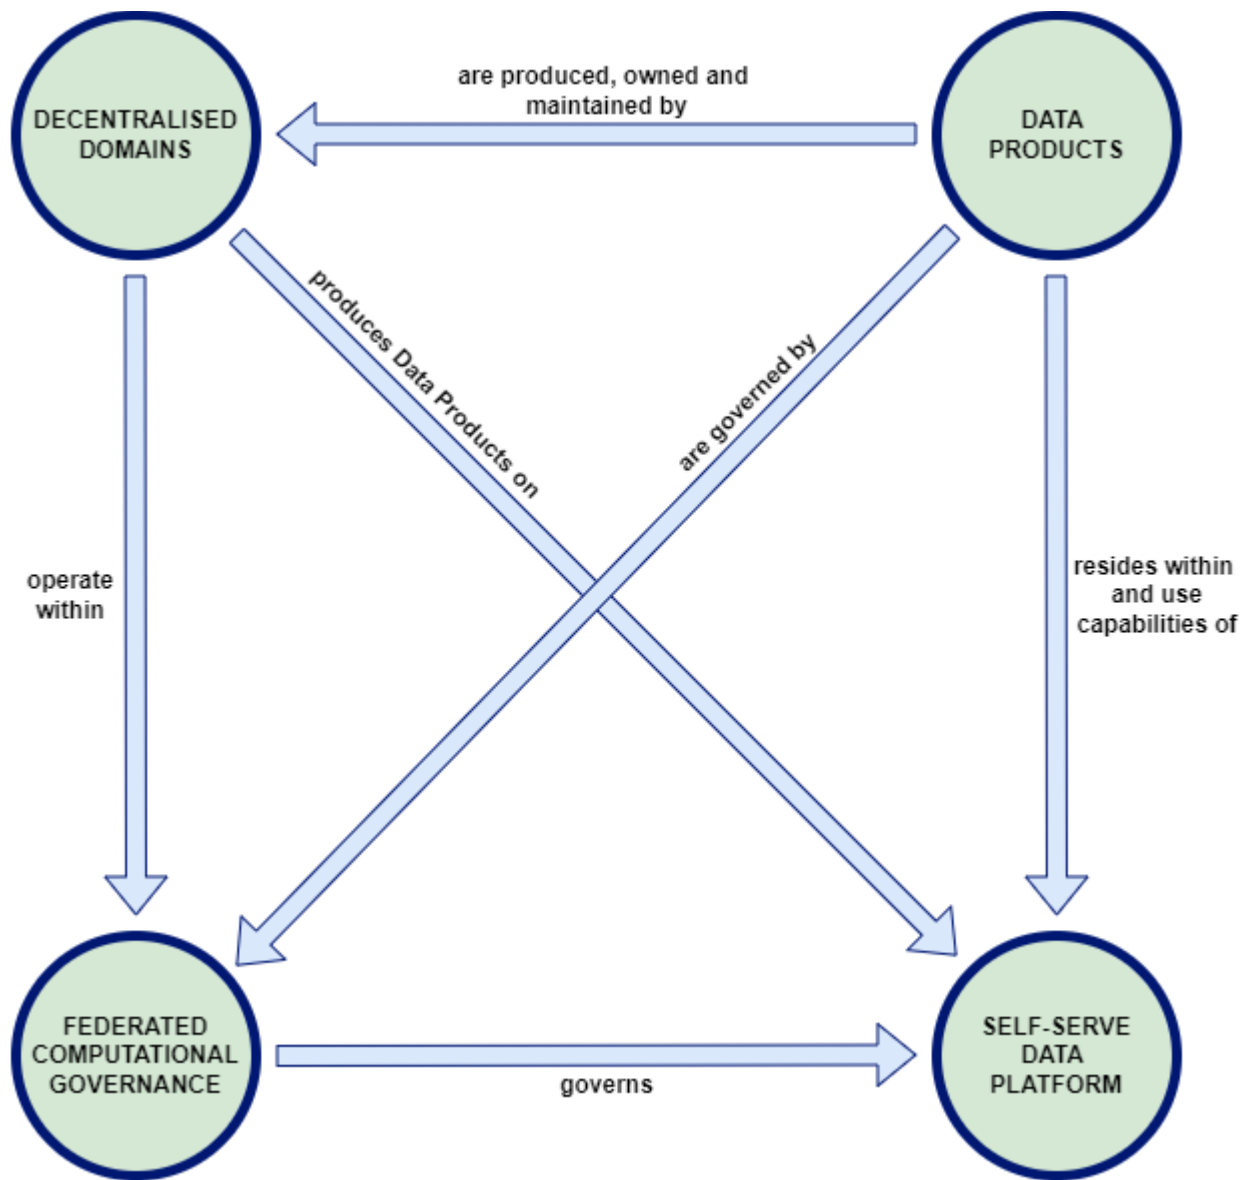 are produced, owned and
maintained by
DECENTRALISED
DOMAINS
DATA
PRODUCTS
produces Data Products on
are governed by
operate
within
resides within
and use
capabilities of
FEDERATED
COMPUTATIONAL
GOVERNANCE
governs
SELF-SERVE
DATA
PLATFORM